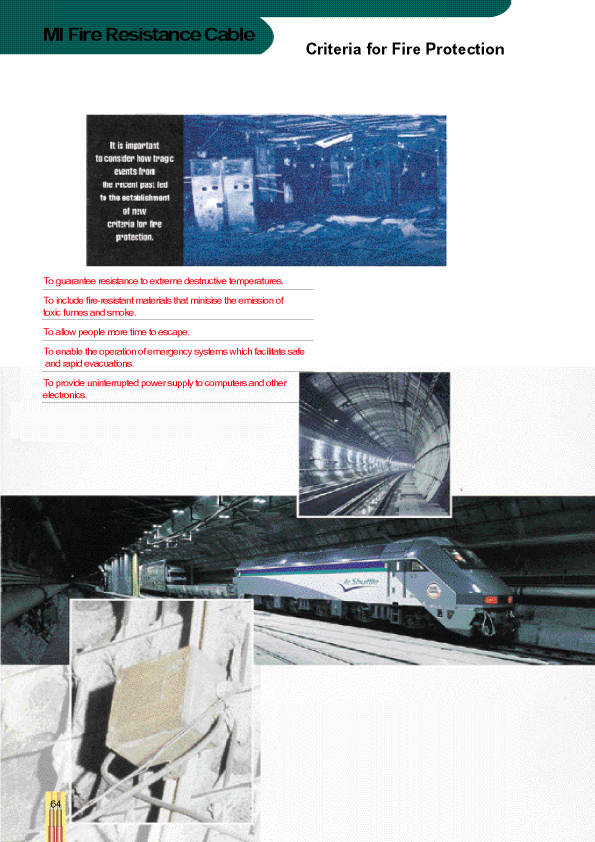 MI Fire Resistance Cable
Criteria for Fire Protection
It is important
to consider how tragic
events from
the recent past led
to the establishment
of new
criteria for fire
protection.
To guarantee resistance to extreme destructive temperatures.
To include fire-resistant materials that minisise the emission of
toxic fumes and smoke.
To allow people more time to escape.
To enable the operation of emergency systems which facilitate safe
and rapid evacuations.
To provide uninterrupted power supply to computers and other
electronics.
le Shuttle
64